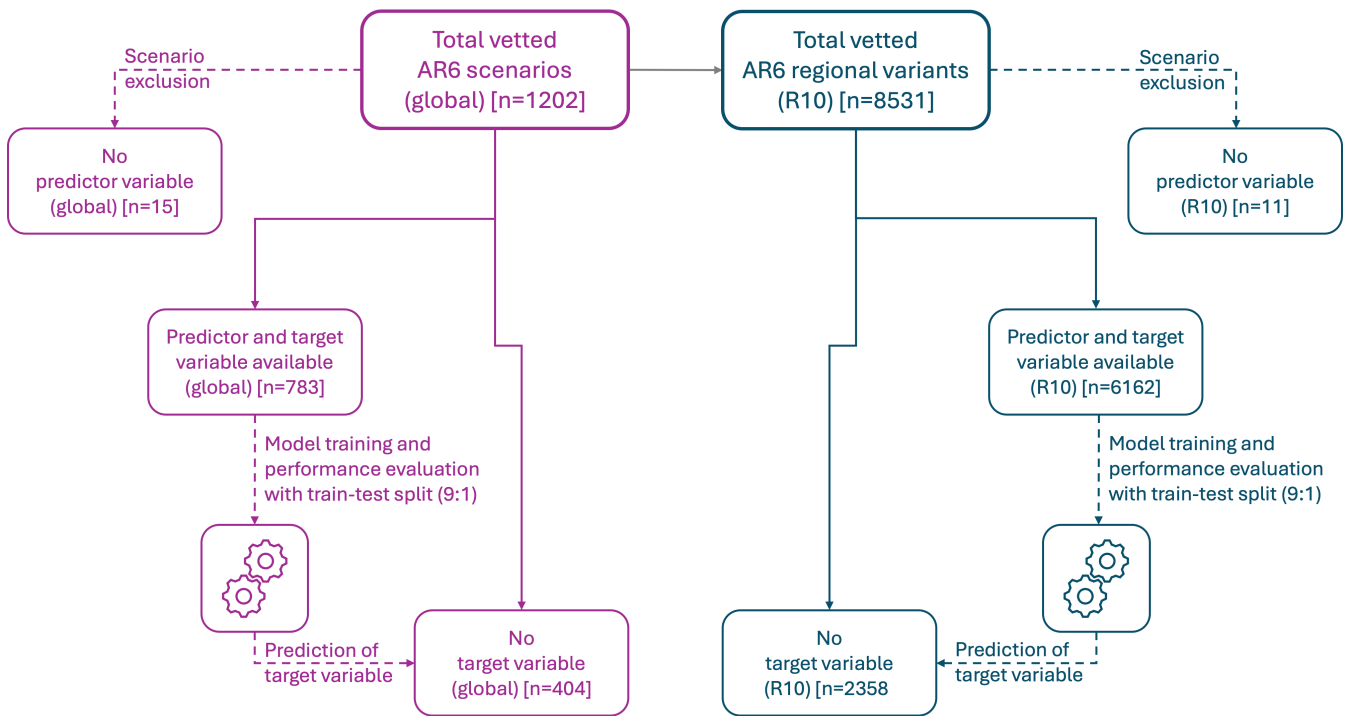 Total vetted
AR6 scenarios
(global) [n=1202]
Total vetted
AR6 regional variants
(R10) [n=8531]
Scenario
exclusion
Scenario
exclusion
No
predictor variable
(global) [n=15]
No
predictor variable
(R10) [n=11]
Predictor and target
variable available
(global) [n=783]
Predictor and target
variable available
(R10) [n=6162]
Model training and
performance evaluation
with train-test split (9:1)
Model training and
performance evaluation
with train-test split (9:1)
Prediction of
target variable
No
target variable
(global) [n=404]
No
target variable
(R10) [n=2358
Prediction of
target variable